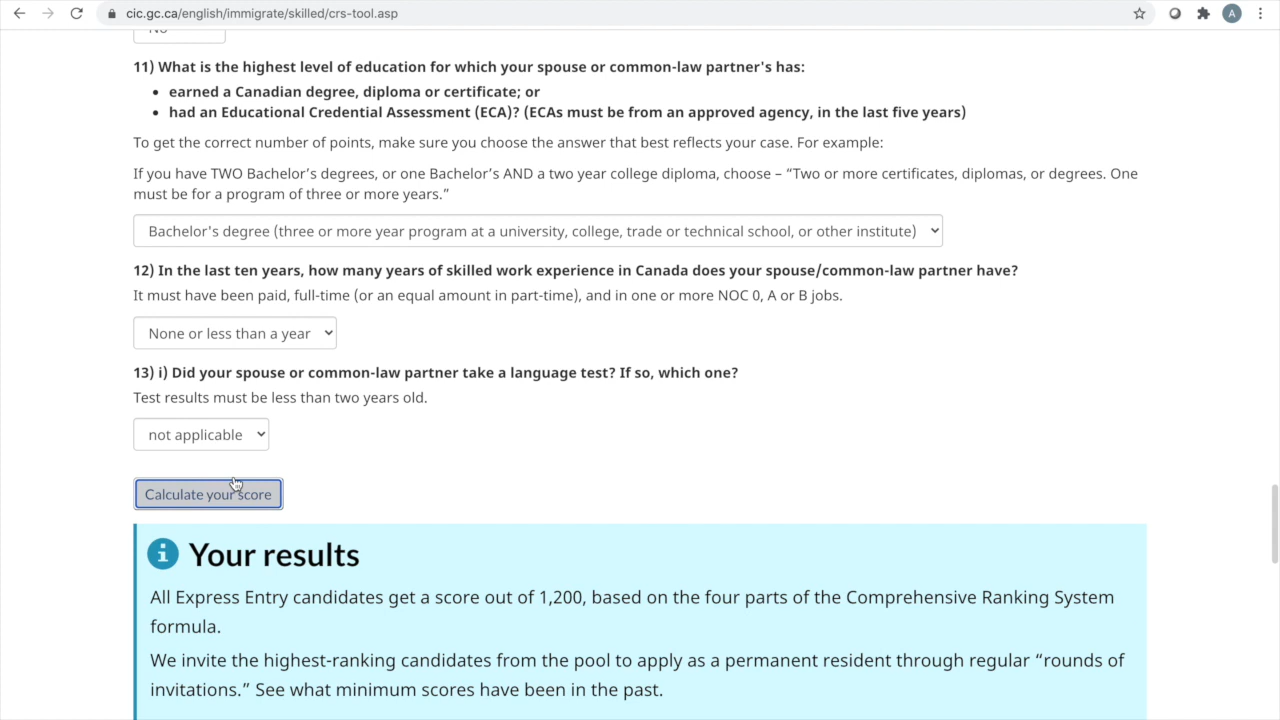 cic.gc.ca/english/immigrate/skilled/crs-tool.asp
A
No
11) What is the highest level of education for which your spouse or common-law partner's has:
• earned a Canadian degree, diploma or certificate; or
• had an Educational Credential Assessment (ECA)? (ECAs must be from an approved agency, in the last five years)
To get the correct number of points, make sure you choose the answer that best reflects your case. For example:
If you have TWO Bachelor’s degrees, or one Bachelor’s AND a two year college diploma, choose – “Two or more certificates, diplomas, or degrees. One
must be for a program of three or more years.”
Bachelor's degree (three or more year program at a university, college, trade or technical school, or other institute)
12) In the last ten years, how many years of skilled work experience in Canada does your spouse/common-law partner have?
It must have been paid, full-time (or an equal amount in part-time), and in one or more NOC 0, A or B jobs.
None or less than a year
13) i) Did your spouse or common-law partner take a language test? If so, which one?
Test results must be less than two years old.
not applicable
Calculate your score
i Your results
All Express Entry candidates get a score out of 1,200, based on the four parts of the Comprehensive Ranking System
formula.
We invite the highest-ranking candidates from the pool to apply as a permanent resident through regular “rounds of
invitations.” See what minimum scores have been in the past.